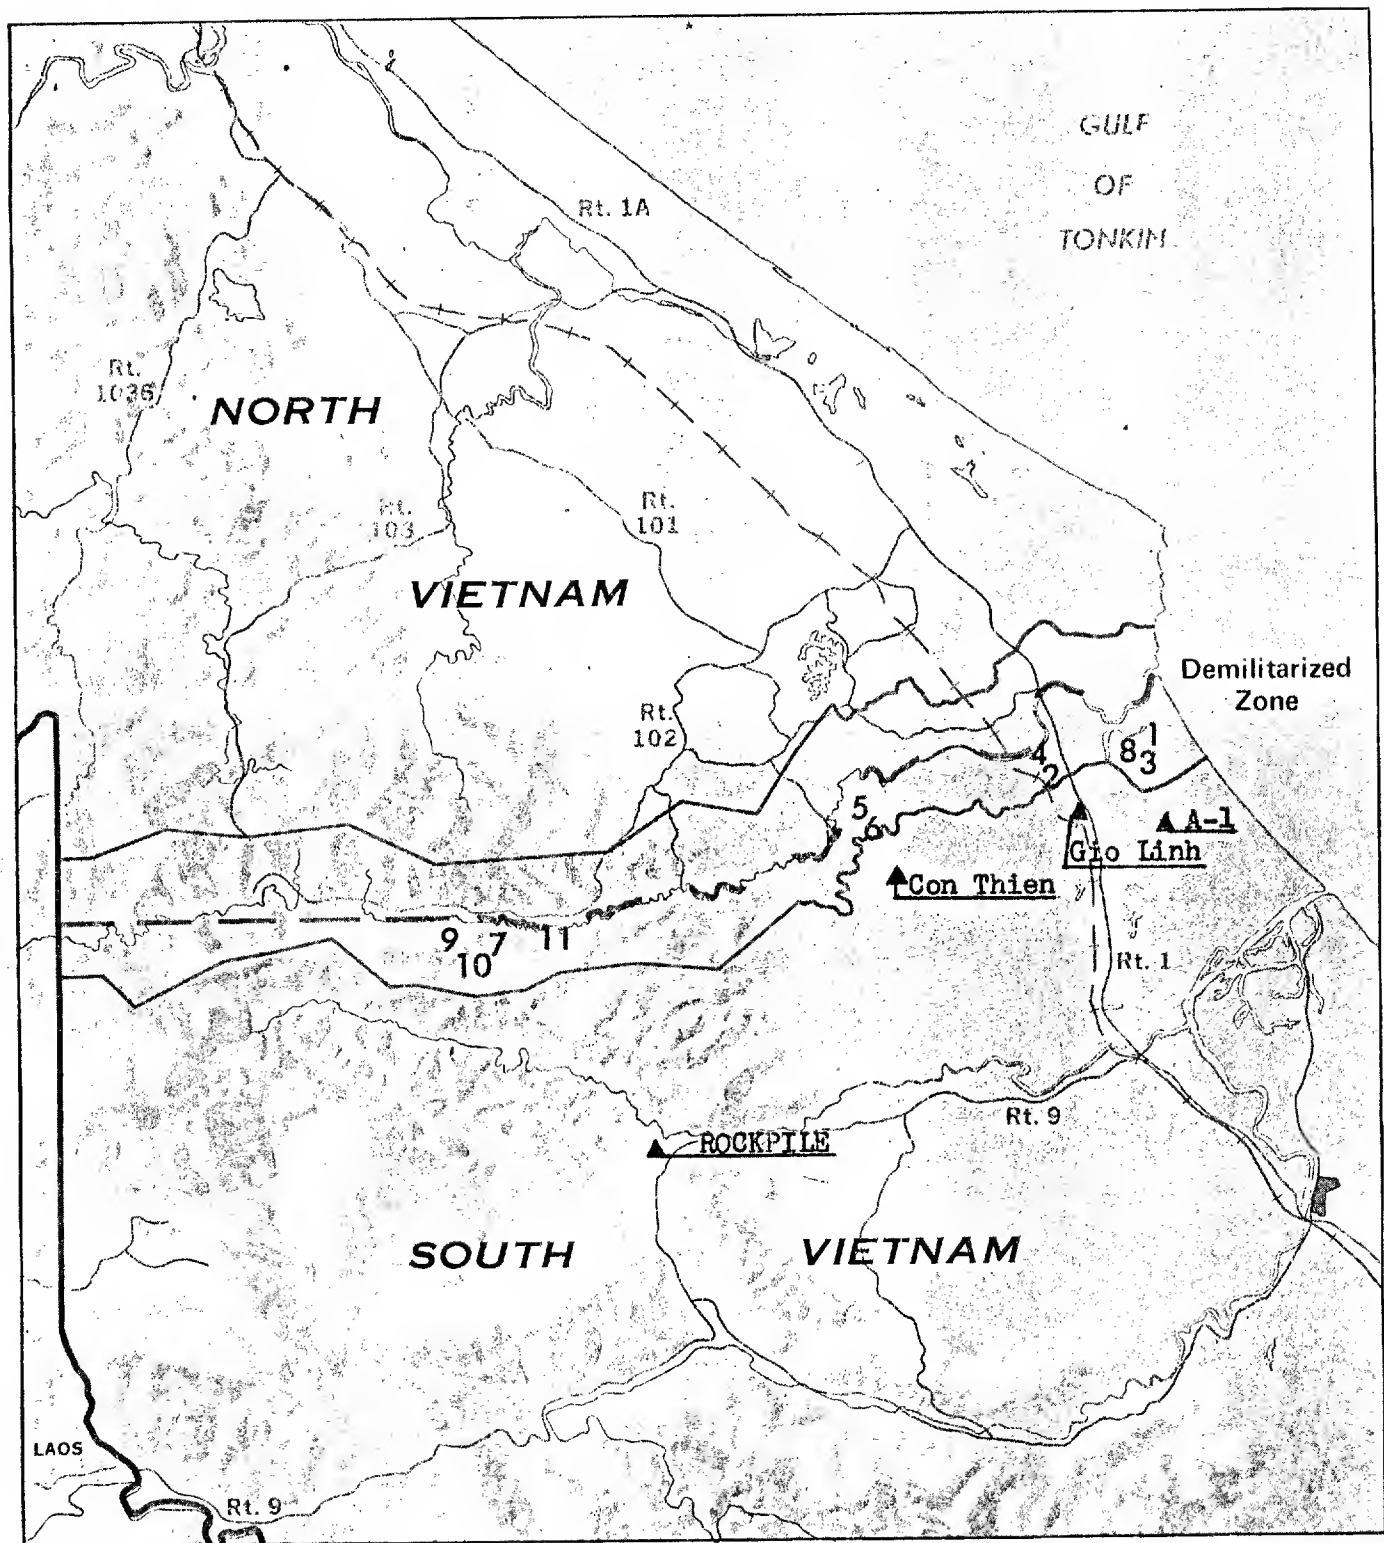 GULF
OF
TONKIN
Rt. 1A
Rt.
1036
NORTH
Rt.
103
Rt.
101
VIETNAM
Demilitarized
Zone
Rt.
102
1
8
3
4
2
5
6
A-1
Gio Linh
Con Thien
9
7
11
10
Rt. 1
Rt. 9
ROCKPILE
SOUTH
VIETNAM
LAOS
Rt. 9